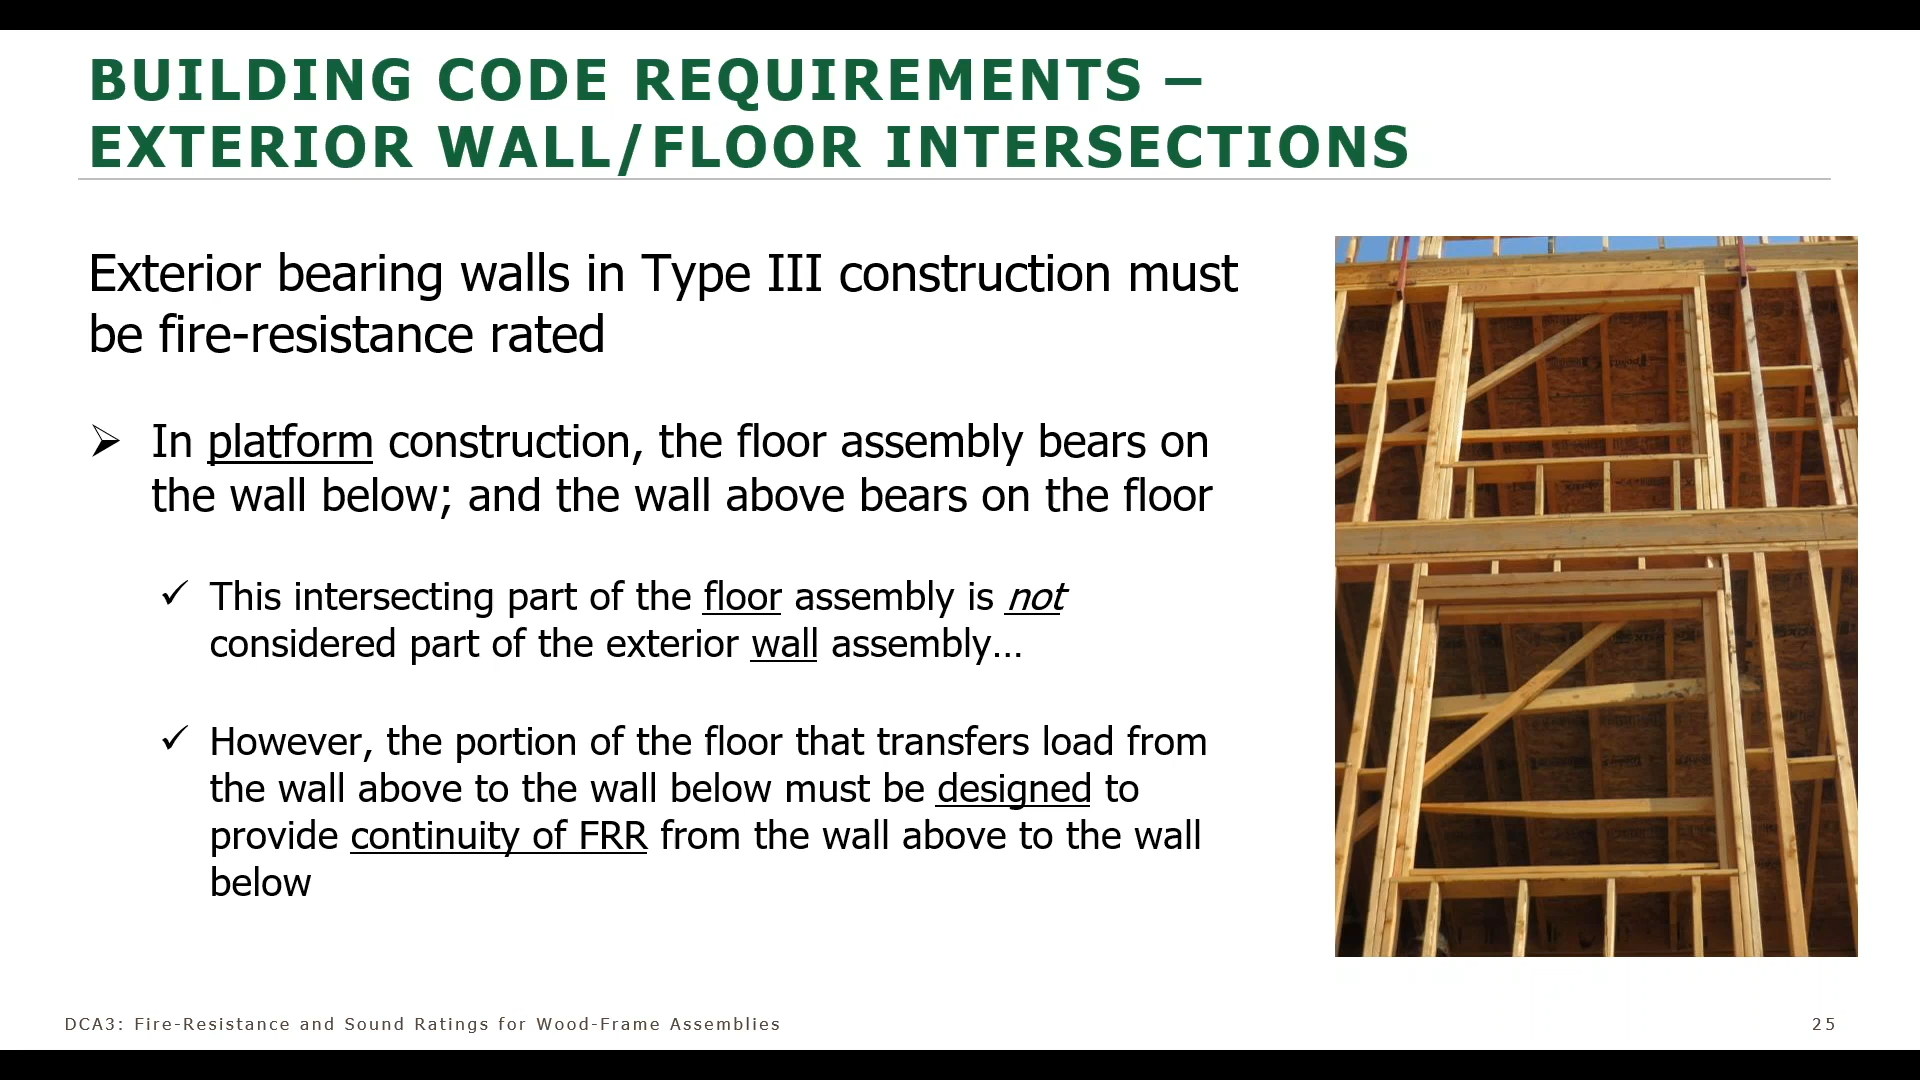 BUILDING CODE REQUIREMENTS –
EXTERIOR WALL/FLOOR INTERSECTIONS
Exterior bearing walls in Type III construction must
be fire-resistance rated
➢ In platform construction, the floor assembly bears on
the wall below; and the wall above bears on the floor
✓ This intersecting part of the floor assembly is not
considered part of the exterior wall assembly…
✓ However, the portion of the floor that transfers load from
the wall above to the wall below must be designed to
provide continuity of FRR from the wall above to the wall
below
DCA3: Fire-Resistance and Sound Ratings for Wood-Frame Assemblies
25